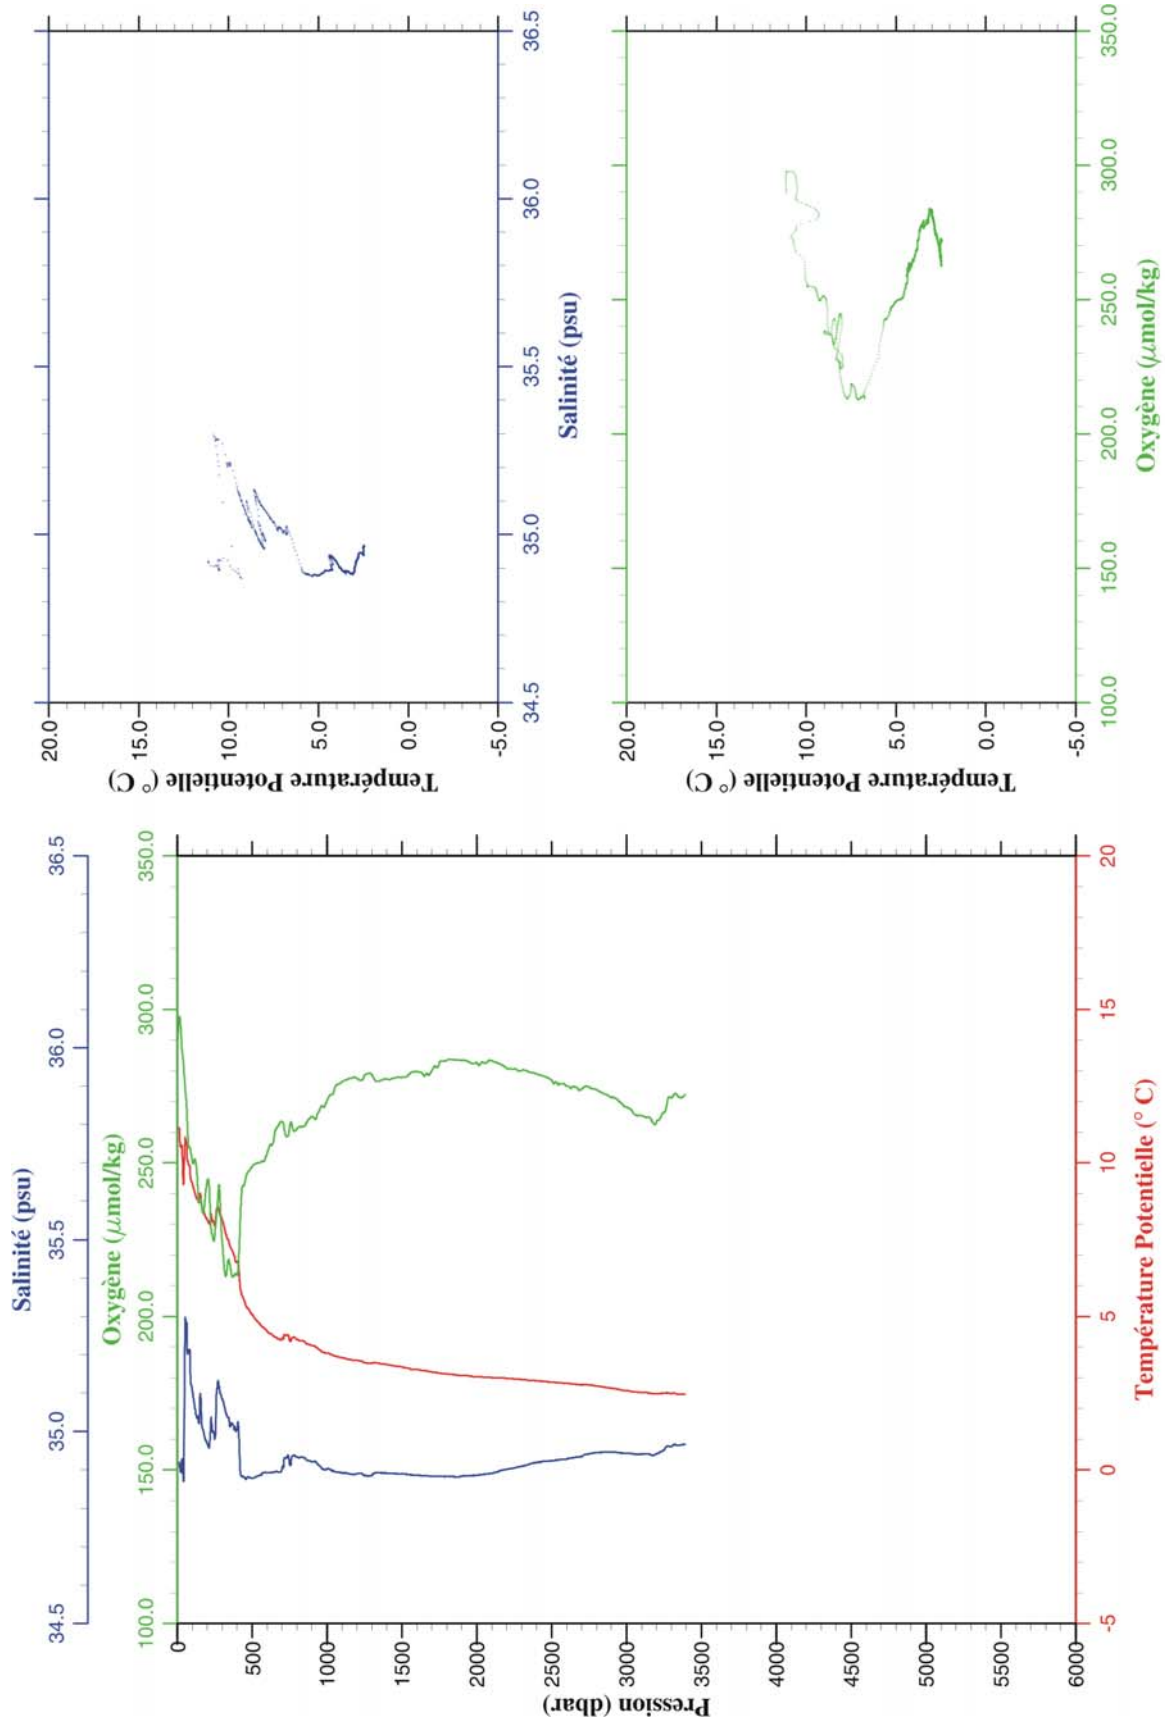 Salinité (psu)
34.5 35.0 35.5 36.0 36.5
Oxygène (μmol/kg)
100.0 150.0 200.0 250.0 300.0 350.0
Pression (dbar)
0
500
1000
1500
2000
2500
3000
3500
4000
4500
5000
5500
6000
-5 0 5 10 15 20
Température Potentielle (° C)
Température Potentielle (° C)
20.0
15.0
10.0
5.0
0.0
-5.0
34.5 35.0 35.5 36.0 36.5
Salinité (psu)
Température Potentielle (° C)
20.0
15.0
10.0
5.0
0.0
-5.0
100.0 150.0 200.0 250.0 300.0 350.0
Oxygène (μmol/kg)